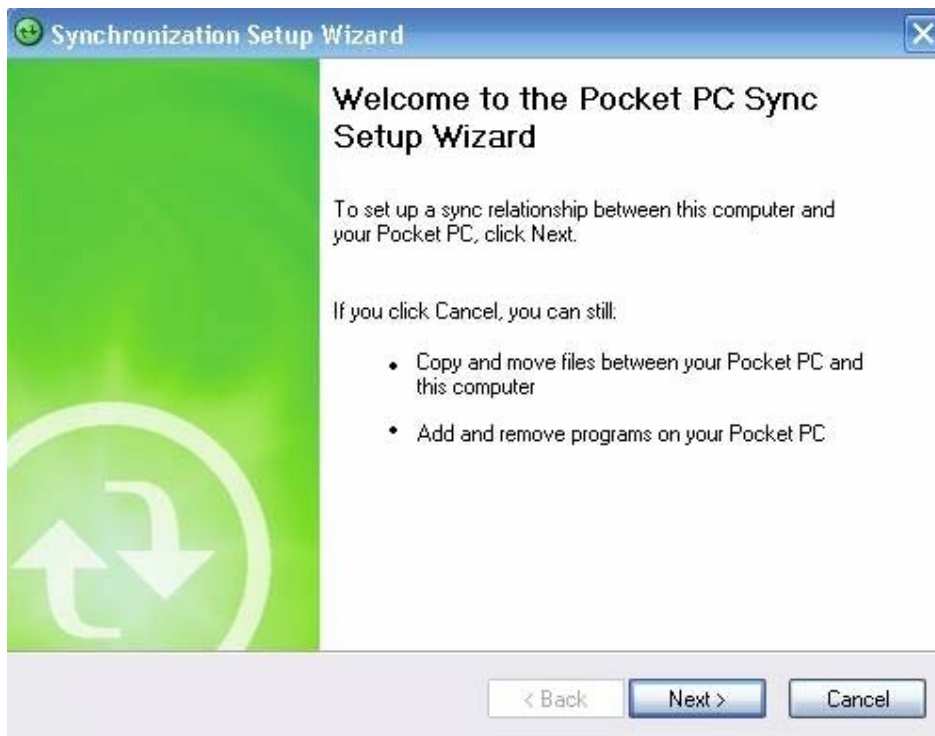 Synchronization Setup Wizard
Welcome to the Pocket PC Sync
Setup Wizard
To set up a sync relationship between this computer and
your Pocket PC, click Next.
If you click Cancel, you can still:
• Copy and move files between your Pocket PC and
this computer
• Add and remove programs on your Pocket PC
< Back Next > Cancel